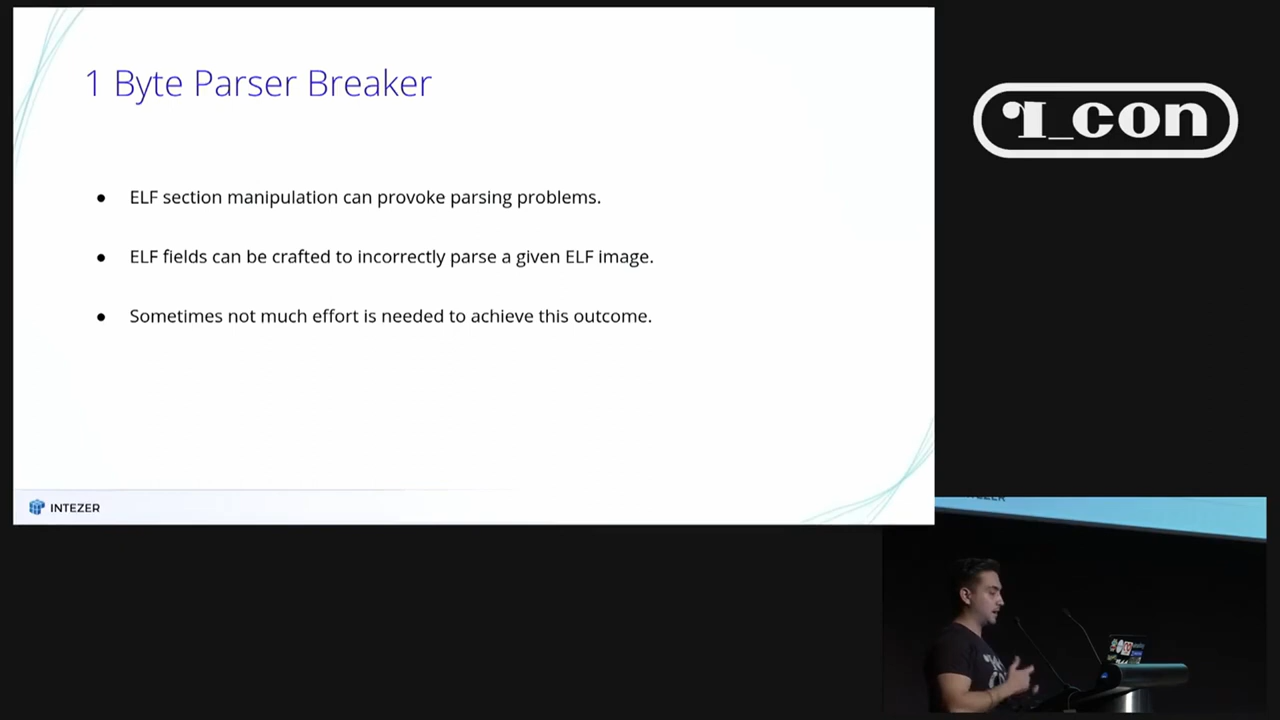 1 Byte Parser Breaker
● ELF section manipulation can provoke parsing problems.
● ELF fields can be crafted to incorrectly parse a given ELF image.
● Sometimes not much effort is needed to achieve this outcome.
INTEZER
r2_con